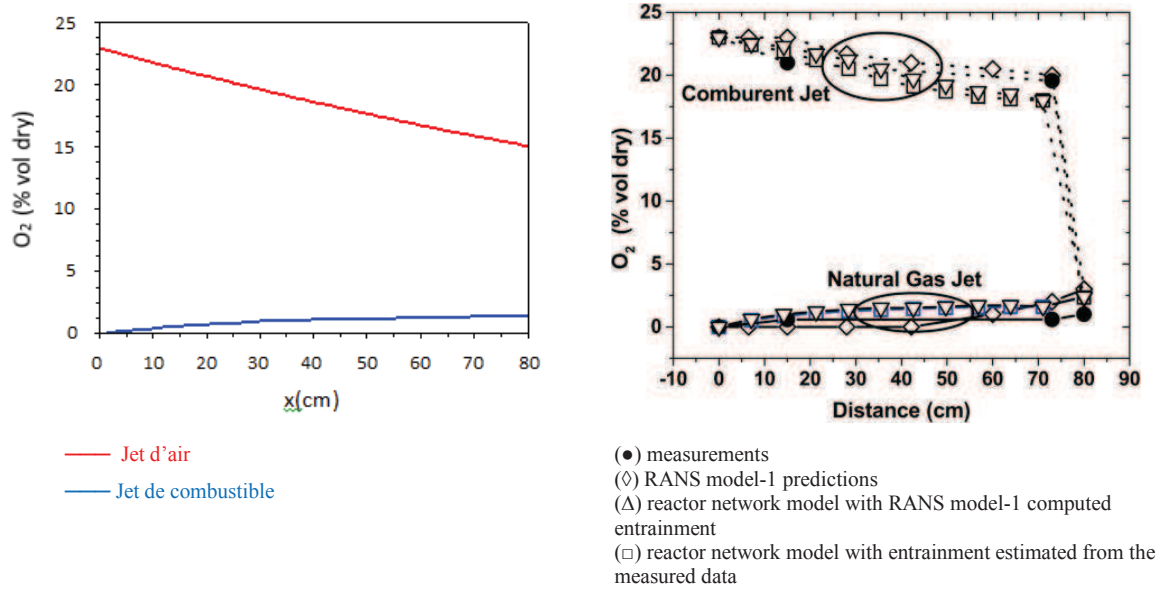 25
20
15
10
5
0
O₂ (% vol dry)
0 10 20 30 40 50 60 70 80
x(cm)
Jet d'air
Jet de combustible
25
20
15
10
5
0
O₂ (% vol dry)
Comburent Jet
Natural Gas Jet
-10 0 10 20 30 40 50 60 70 80 90
Distance (cm)
(●) measurements
(◊) RANS model-1 predictions
(Δ) reactor network model with RANS model-1 computed
entrainment
(□) reactor network model with entrainment estimated from the
measured data